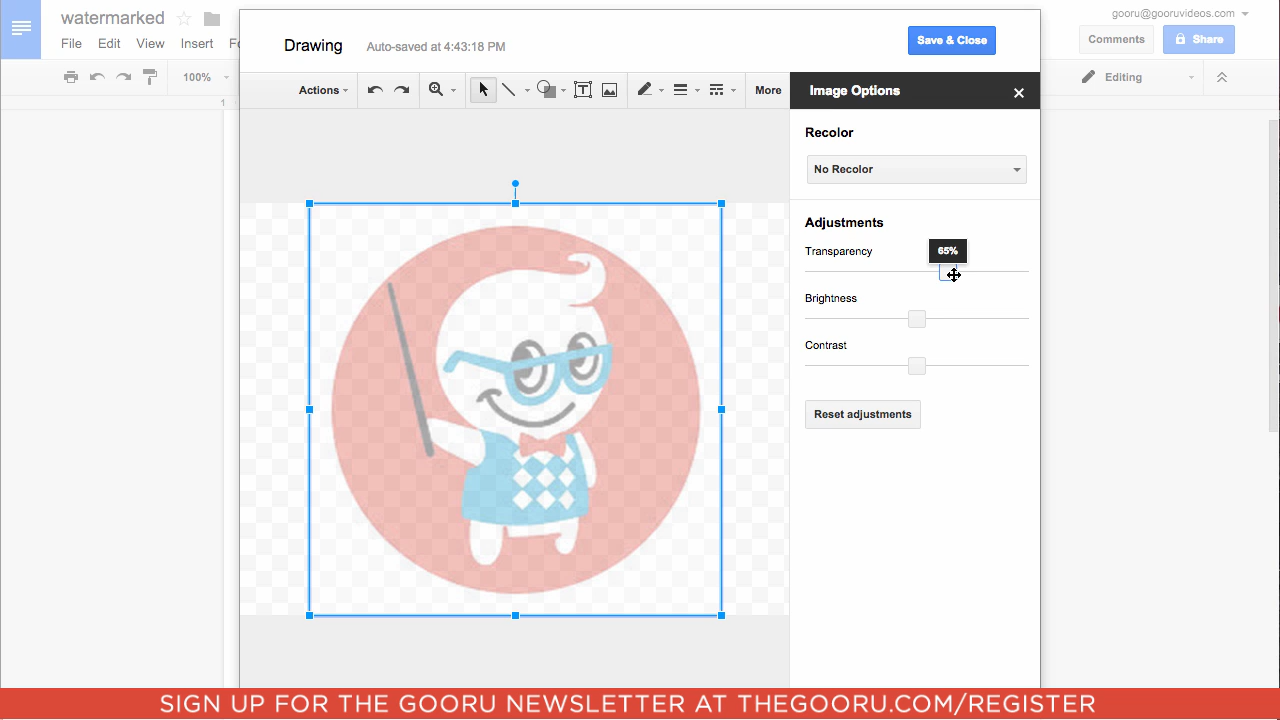 watermarked
gooru@gooruvideos.com
File Edit View Insert Fo
Comments
Share
100%
Editing
1
Drawing
Auto-saved at 4:43:18 PM
Save & Close
Actions
T
More
Image Options
Recolor
No Recolor
Adjustments
Transparency
65%
Brightness
Contrast
Reset adjustments
SIGN UP FOR THE GOORU NEWSLETTER AT THEGOORU.COM/REGISTER